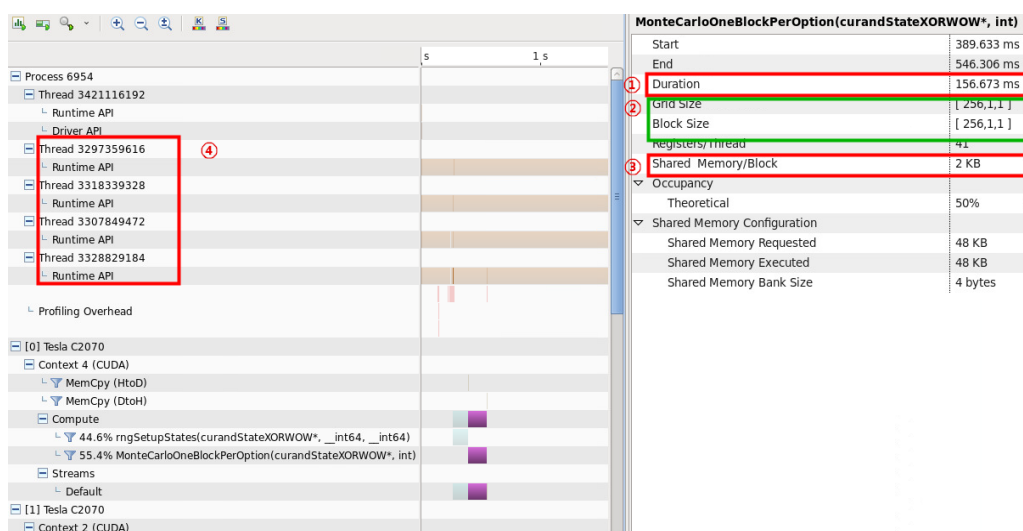 K S
s 1 s
Process 6954
Thread 3421116192
Runtime API
Driver API
Thread 3297359616
④
Runtime API
Thread 3318339328
Runtime API
Thread 3307849472
Runtime API
Thread 3328829184
Runtime API
Profiling Overhead
[0] Tesla C2070
Context 4 (CUDA)
MemCpy (HtoD)
MemCpy (DtoH)
Compute
44.6% rngSetupStates(curandStateXORWOW*, __int64, __int64)
55.4% MonteCarloOneBlockPerOption(curandStateXORWOW*, int)
Streams
Default
[1] Tesla C2070
Context 2 (CUDA)
MonteCarloOneBlockPerOption(curandStateXORWOW*, int)
Start 389.633 ms
End 546.306 ms
① Duration 156.673 ms
② Grid Size [ 256,1,1 ]
Block Size [ 256,1,1 ]
Registers/Thread 41
③ Shared Memory/Block 2 KB
Occupancy
Theoretical 50%
Shared Memory Configuration
Shared Memory Requested 48 KB
Shared Memory Executed 48 KB
Shared Memory Bank Size 4 bytes